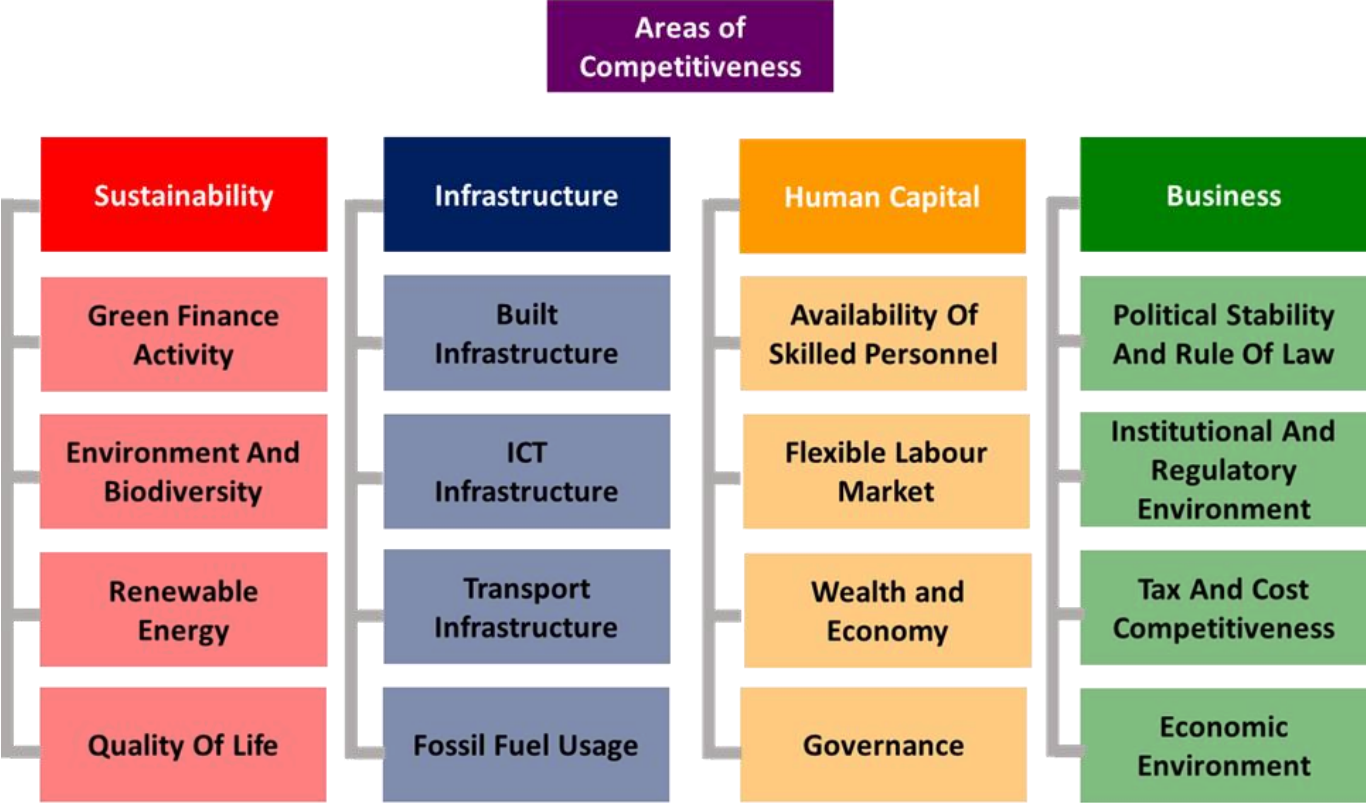 Areas of
Competitiveness
Sustainability
Green Finance
Activity
Environment And
Biodiversity
Renewable
Energy
Quality Of Life
Infrastructure
Built
Infrastructure
ICT
Infrastructure
Transport
Infrastructure
Fossil Fuel Usage
Human Capital
Availability Of
Skilled Personnel
Flexible Labour
Market
Wealth and
Economy
Governance
Business
Political Stability
And Rule Of Law
Institutional And
Regulatory
Environment
Tax And Cost
Competitiveness
Economic
Environment